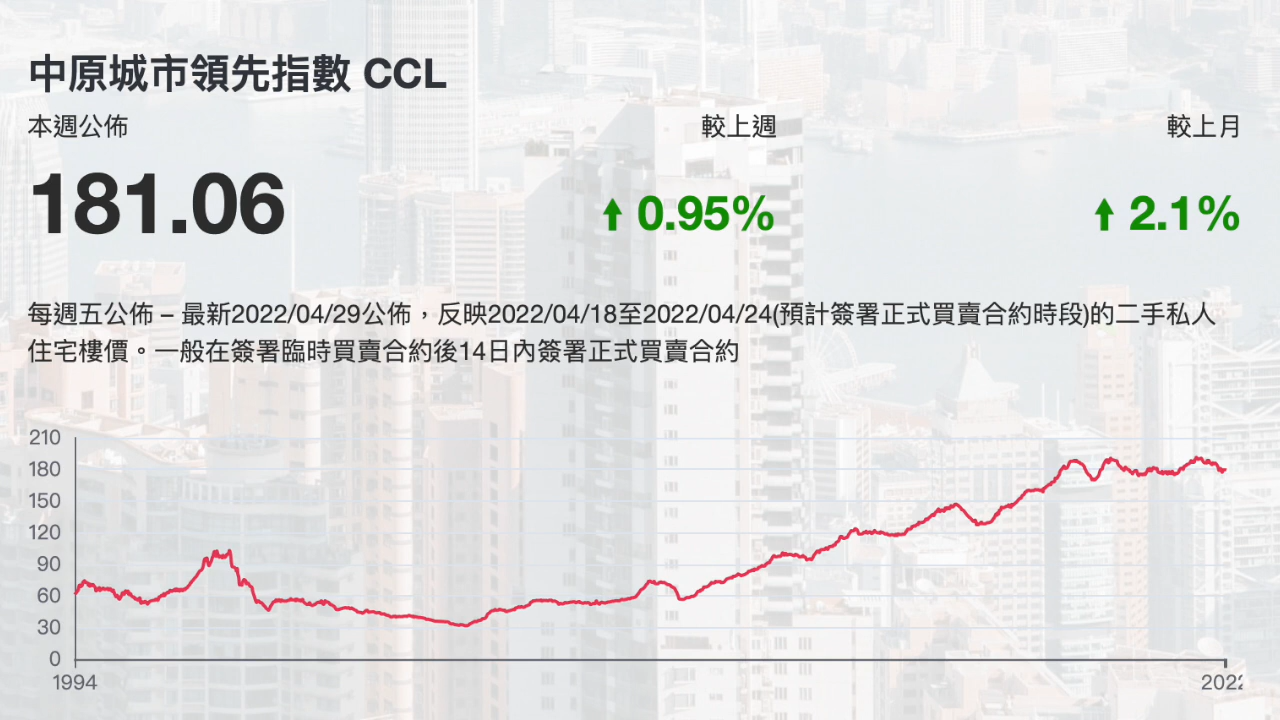 中原城市領先指數 CCL
本週公佈 較上週 較上月
181.06 0.95% 2.1%
每週五公佈 – 最新2022/04/29公佈，反映2022/04/18至2022/04/24(預計簽署正式買賣合約時段)的二手私人
住宅樓價。一般在簽署臨時買賣合約後14日內簽署正式買賣合約
210
180
150
120
90
60
30
0
1994 2022